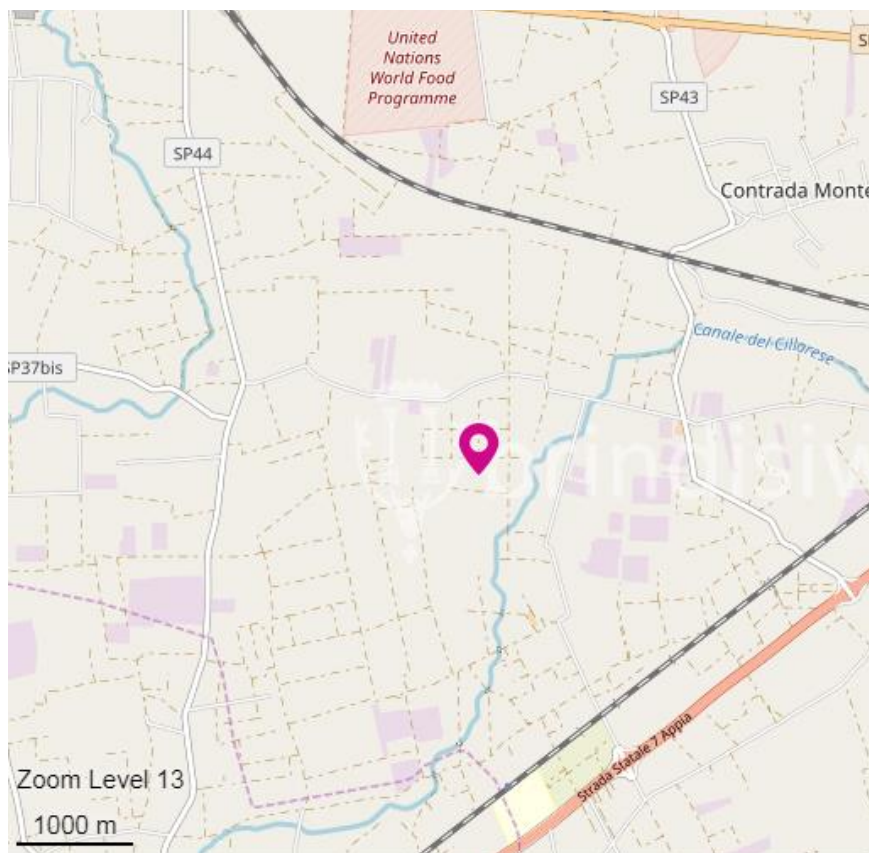 United
Nations
World Food
Programme
SP43
SP44
Contrada Monte
Canale del Cillarese
SP37bis
brindisiw
Strada Statale 7 Appia
Zoom Level 13
1000 m